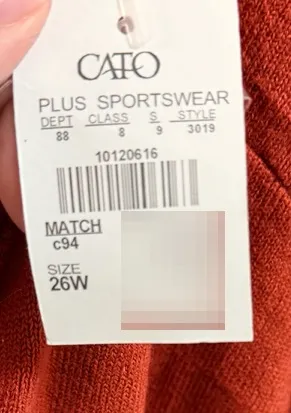 CATO
PLUS SPORTSWEAR
DEPT CLASS S STYLE
88 8 9 3019
10120616
MATCH
c94
SIZE
26W